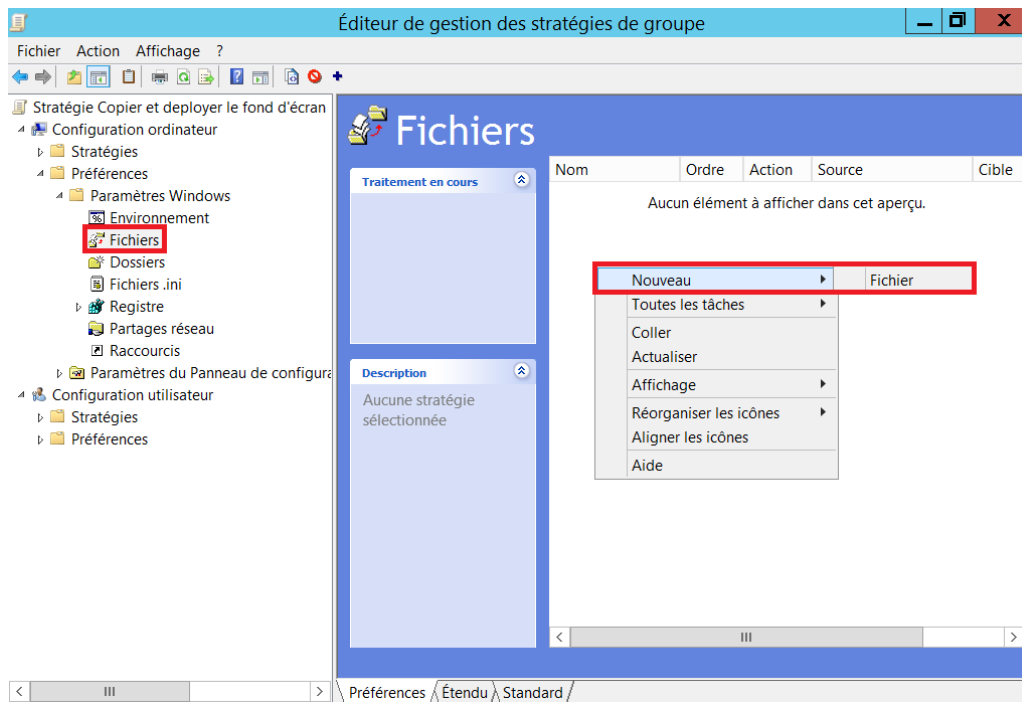 Éditeur de gestion des stratégies de groupe
Fichier Action Affichage ?
Stratégie Copier et deployer le fond d'écran
Configuration ordinateur
Stratégies
Préférences
Paramètres Windows
Environnement
Fichiers
Dossiers
Fichiers .ini
Registre
Partages réseau
Raccourcis
Paramètres du Panneau de configura
Configuration utilisateur
Stratégies
Préférences
Fichiers
Traitement en cours
Description
Aucune stratégie
sélectionnée
Nom Ordre Action Source Cible
Aucun élément à afficher dans cet aperçu.
Nouveau Fichier
Toutes les tâches
Coller
Actualiser
Affichage
Réorganiser les icônes
Aligner les icônes
Aide
Préférences Étendu Standard